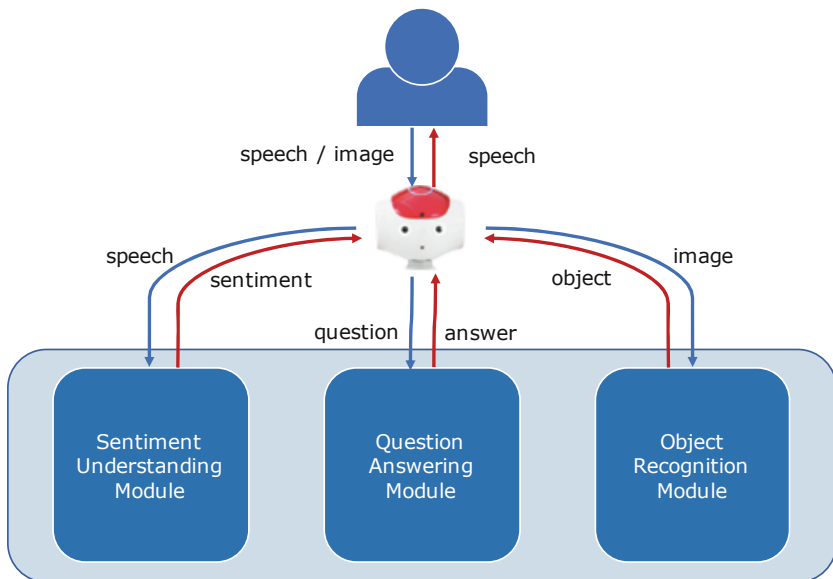 speech / image
speech
speech
sentiment
image
object
question
answer
Sentiment
Understanding
Module
Question
Answering
Module
Object
Recognition
Module